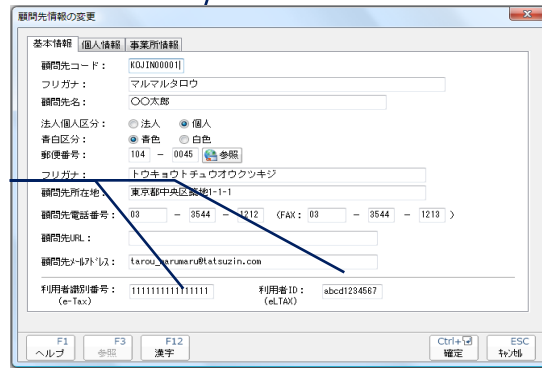 顧問先情報の変更
基本情報 個人情報 事業所情報
顧問先コード: KOJIN00001
フリガナ: マルマルタロウ
顧問先名: 〇〇太郎
法人個人区分: 法人 個人
青白区分: 青色 白色
郵便番号: 104 - 0045 参照
フリガナ: トウキョウトチュウオウクツキジ
顧問先所在地: 東京都中央区築地1-1-1
顧問先電話番号: 03 - 3544 - 1212 (FAX: 03 - 3544 - 1213 )
顧問先URL:
顧問先メールアドレス: tarou_marumaru@tatsuzin.com
利用者識別番号: 1111111111111111 利用者ID: abcd1234567
(e-Tax) (eLTAX)
F1 F3 F12 Ctrl+ ESC
ヘルプ 参照 漢字 確定 キャンセル